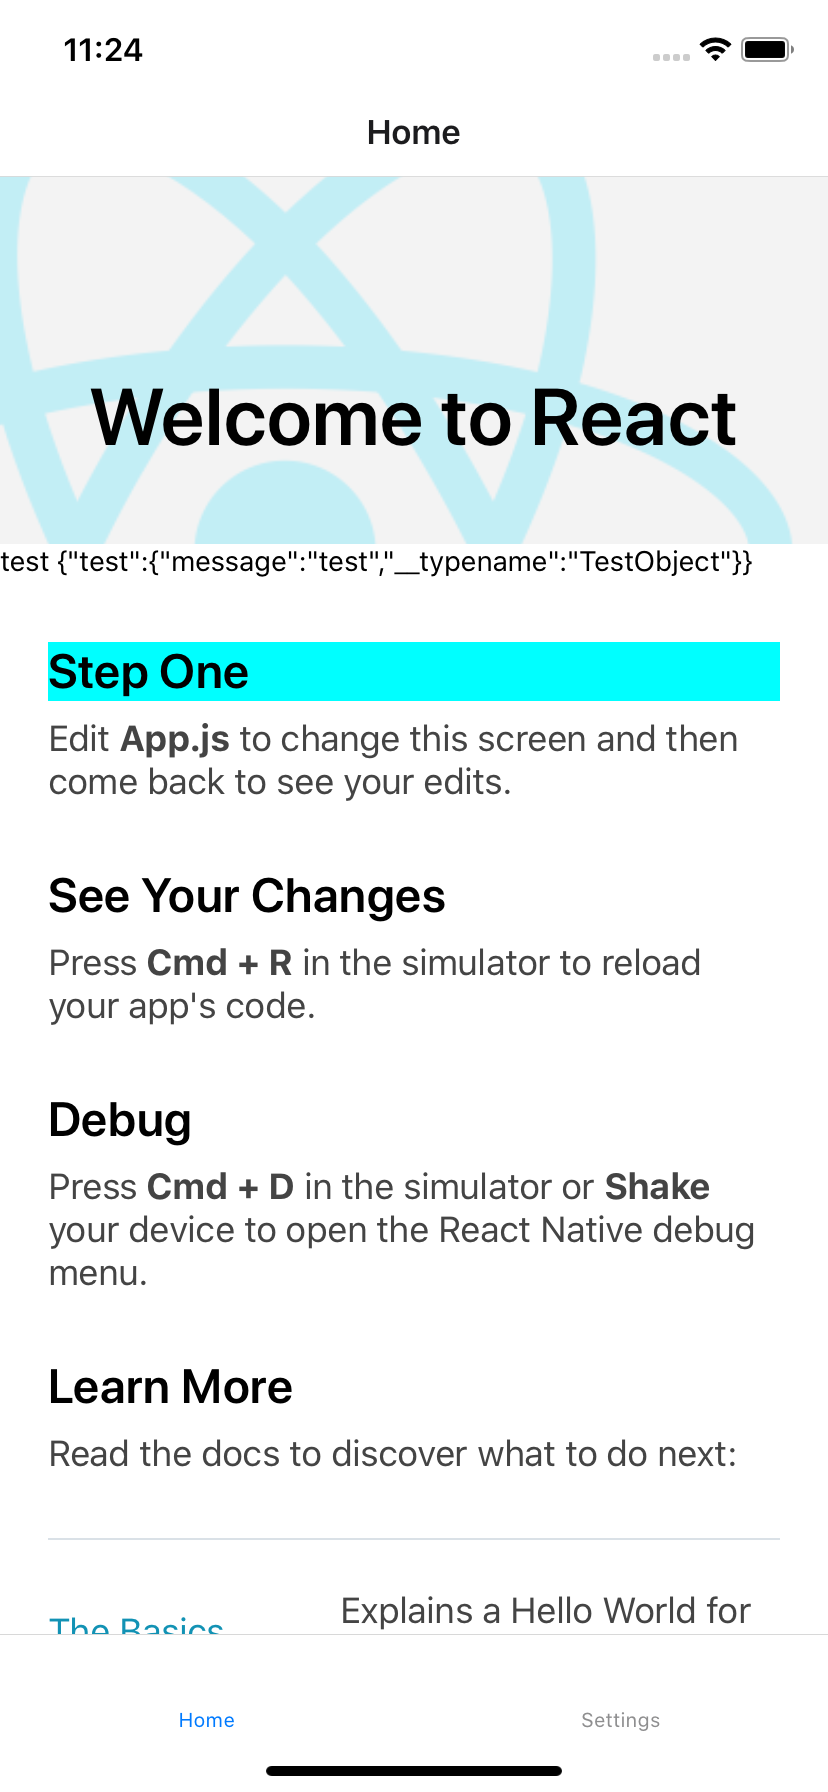 11:24
Home
Welcome to React
test {"test":{"message":"test","__typename":"TestObject"}}
Step One
Edit App.js to change this screen and then
come back to see your edits.
See Your Changes
Press Cmd + R in the simulator to reload
your app's code.
Debug
Press Cmd + D in the simulator or Shake
your device to open the React Native debug
menu.
Learn More
Read the docs to discover what to do next:
Explains a Hello World for
The Basics
Home
Settings